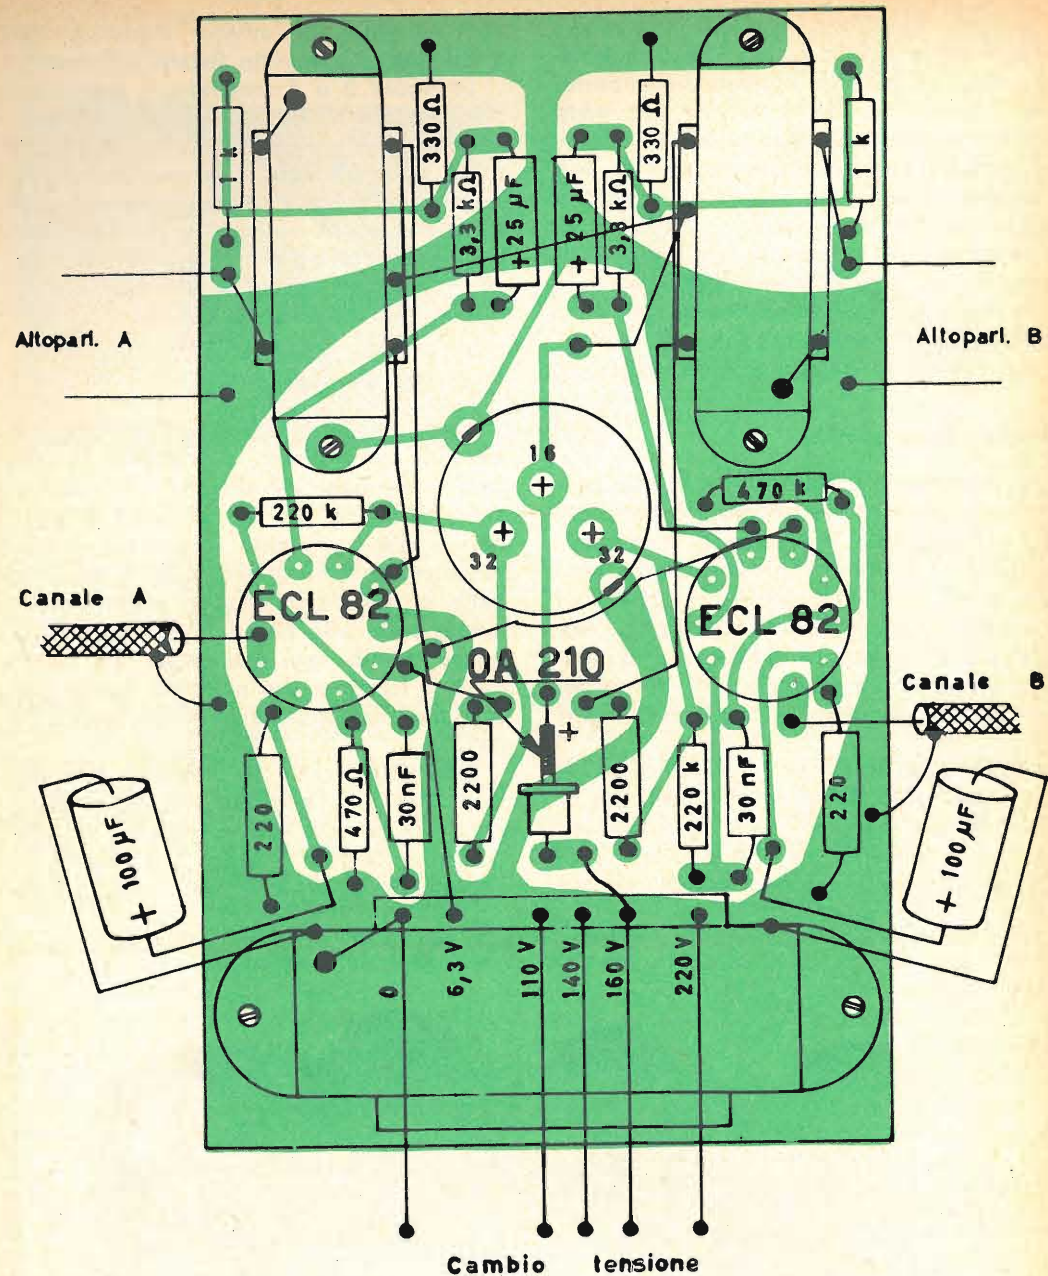 330 Ω
330 Ω
1 k
1 k
3,3 kΩ
+ 25 µF
+ 25 µF
3,3 kΩ
Altoparl. A
Altoparl. B
16
+
470 k
220 k
+
+
32
32
ECL 82
ECL 82
Canale A
OA 210
Canale B
+
220
470 Ω
30 nF
2200
2200
220 k
30 nF
220
100 µF
+
100 µF
+
0
6,3 V
110 V
140 V
160 V
220 V
Cambio tensione